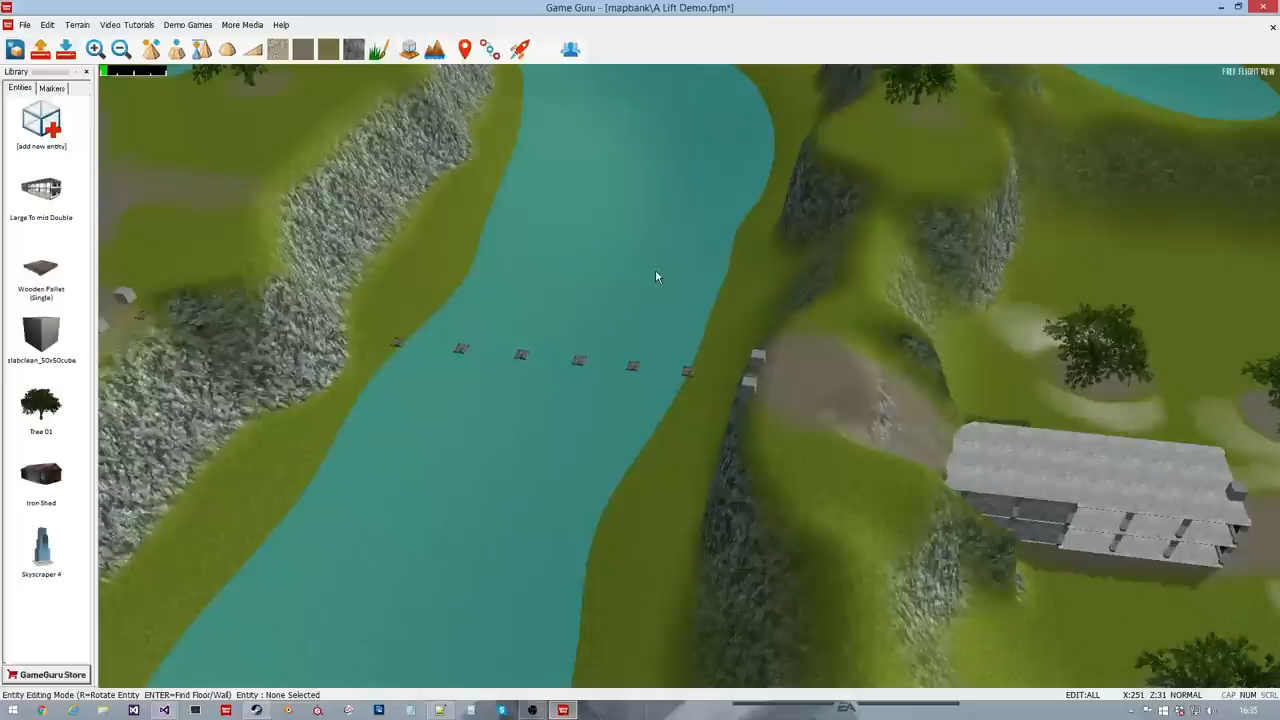 Game Guru - [mapbank\A Lift Demo.fpm*]
File Edit Terrain Video Tutorials Demo Games More Media Help
Library
Entities Markers
FREE FLIGHT VIEW
[add new entity]
Large To mid Double
Wooden Pallet
(Single)
slabclean_50x50cube
Tree 01
Iron Shed
Skyscraper 4
GameGuru Store
Entity Editing Mode (R=Rotate Entity ENTER=Find Floor/Wall) Entity : None Selected
EDIT:ALL X:251 Z:31 NORMAL CAP NUM SCRL
EA
16:35